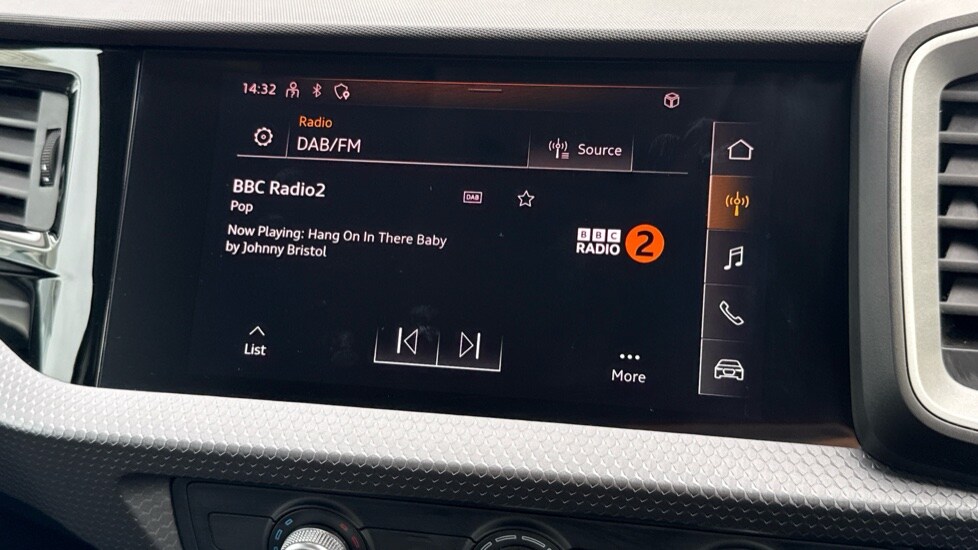 14:32
Radio
DAB/FM
Source
BBC Radio2
DAB
Pop
Now Playing: Hang On In There Baby
by Johnny Bristol
BBC
RADIO 2
List
More